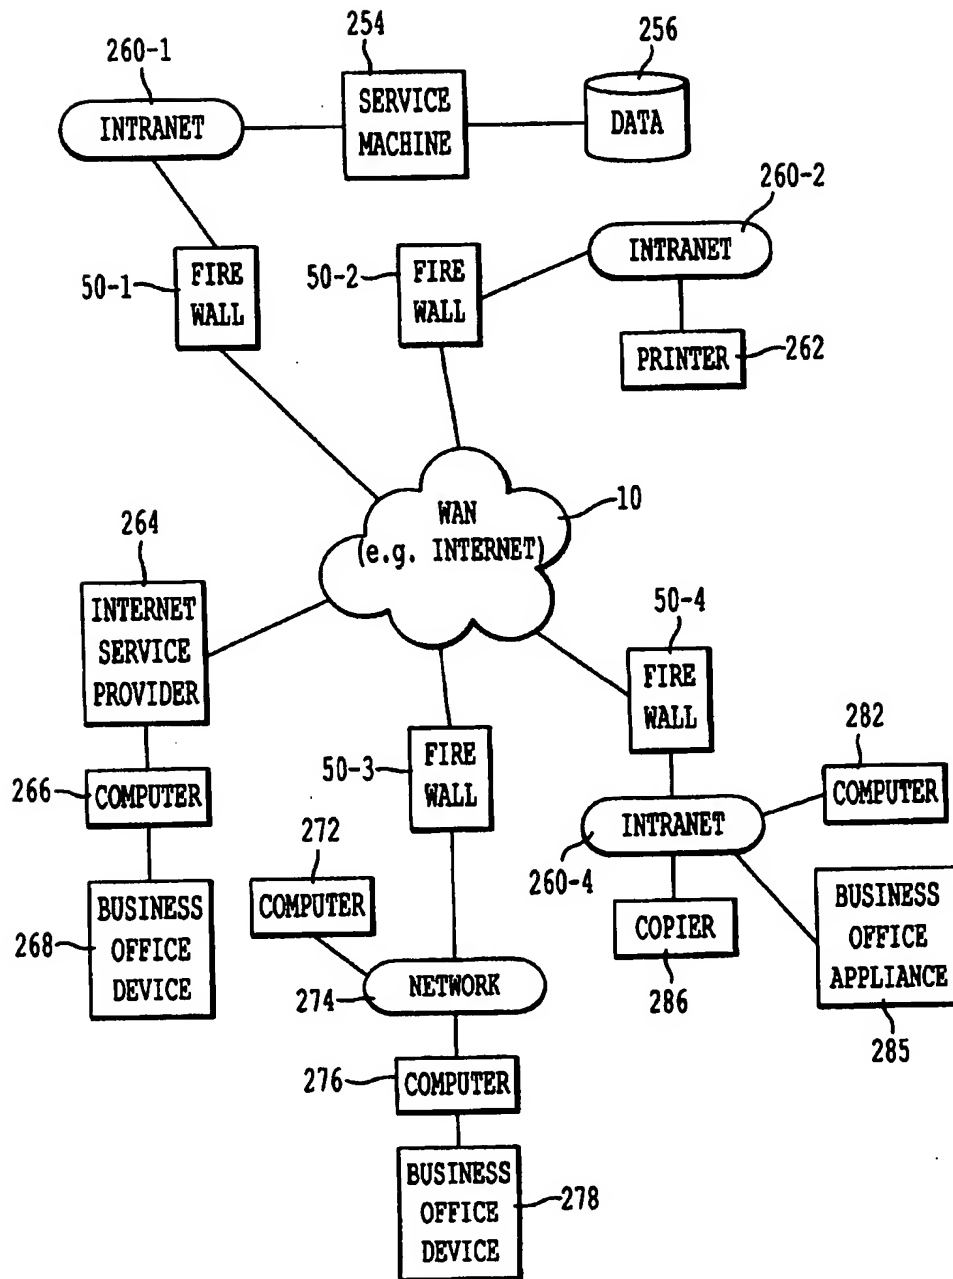 260-1
254
256
INTRANET
SERVICE
MACHINE
DATA
260-2
INTRANET
50-1
FIRE
WALL
50-2
FIRE
WALL
PRINTER
262
264
WAN
(e.g. INTERNET)
10
INTERNET
SERVICE
PROVIDER
50-4
FIRE
WALL
282
50-3
FIRE
WALL
266
COMPUTER
COMPUTER
INTRANET
272
260-4
COMPUTER
BUSINESS
OFFICE
DEVICE
268
COPIER
286
BUSINESS
OFFICE
APPLIANCE
285
274
NETWORK
276
COMPUTER
BUSINESS
OFFICE
DEVICE
278